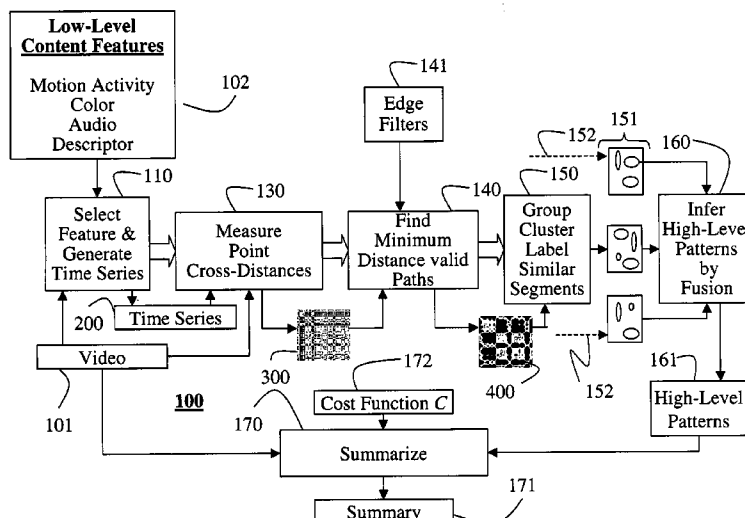 Low-Level
Content Features
Motion Activity
Color
Audio
Descriptor
102
141
Edge
Filters
110
130
140
150
152
151
160
Select
Feature &
Generate
Time Series
Measure
Point
Cross-Distances
Find
Minimum
Distance valid
Paths
Group
Cluster
Label
Similar
Segments
Infer
High-Level
Patterns
by
Fusion
200
Time Series
300
400
152
161
Video
101
100
172
Cost Function C
High-Level
Patterns
170
Summarize
Summary
171